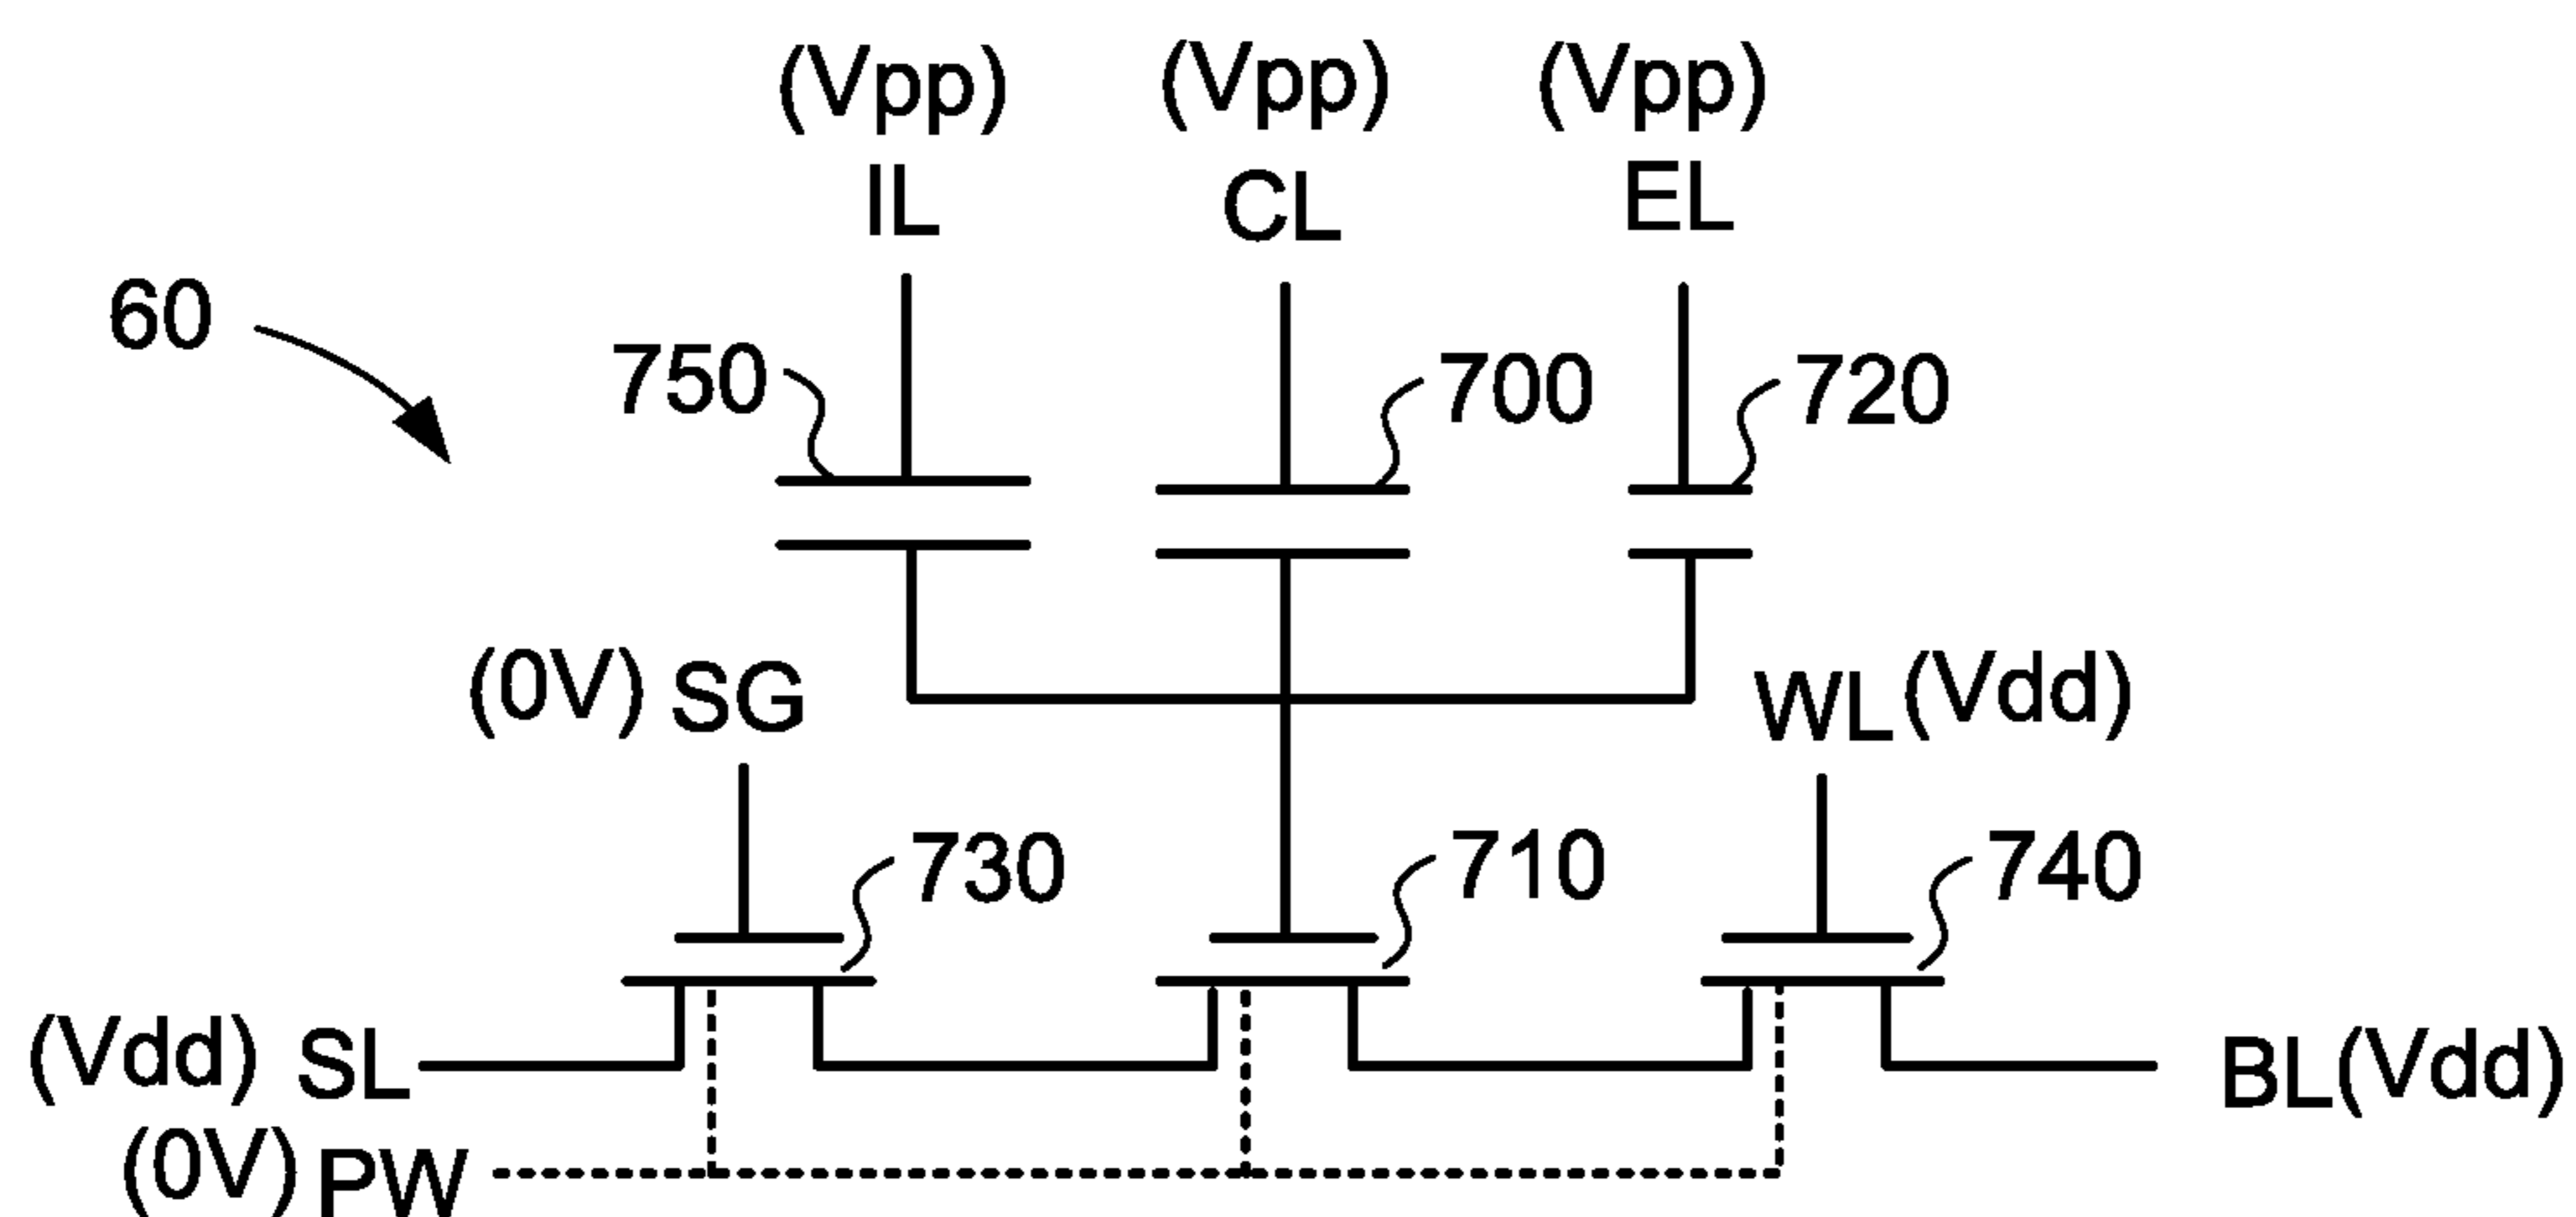 (Vpp) (Vpp) (Vpp)
IL CL EL
60
750 700 720
(0V) SG WL (Vdd)
730 710 740
(Vdd) SL BL (Vdd)
(0V) PW